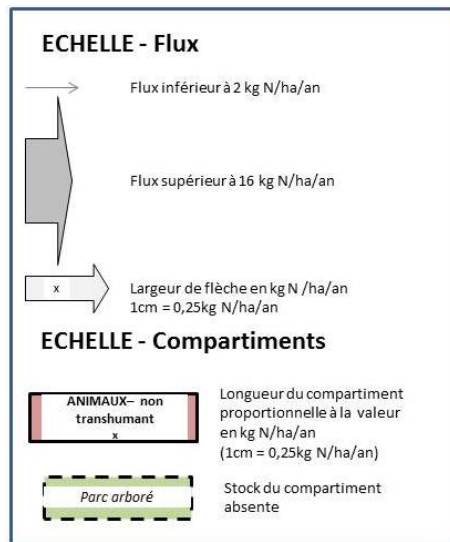 ECHELLE - Flux
Flux inférieur à 2 kg N/ha/an
Flux supérieur à 16 kg N/ha/an
x
Largeur de flèche en kg N /ha/an
1cm = 0,25kg N/ha/an
ECHELLE - Compartiments
ANIMAUX– non
transhumant
x
Longueur du compartiment
proportionnelle à la valeur
en kg N/ha/an
(1cm = 0,25kg N/ha/an)
Parc arboré
Stock du compartiment
absente